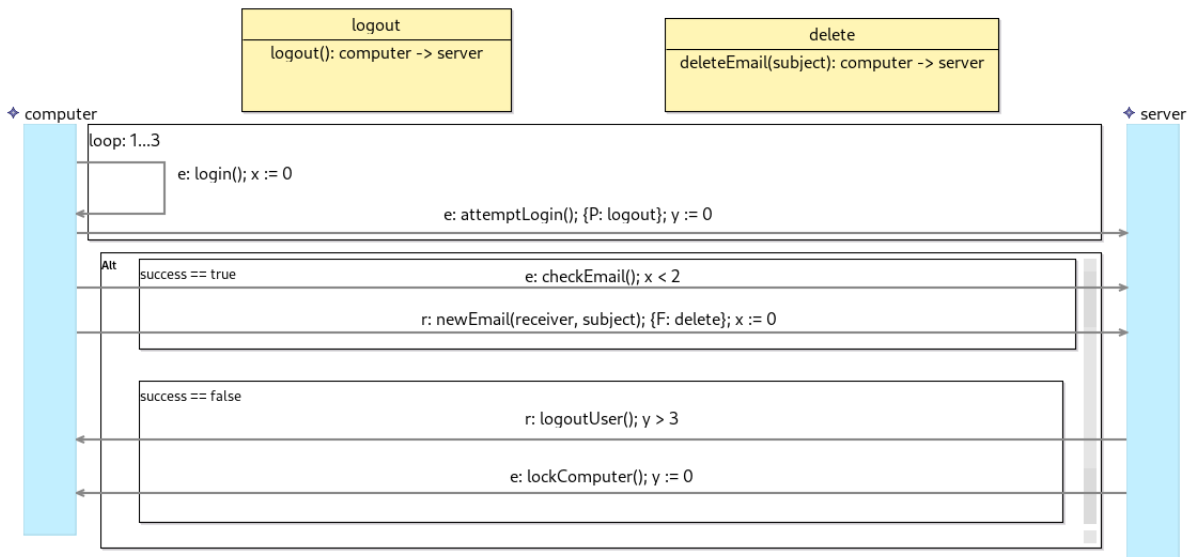 logout
logout(): computer -> server
delete
deleteEmail(subject): computer -> server
computer
server
loop: 1...3
e: login(); x := 0
e: attemptLogin(); {P: logout}; y := 0
Alt
success == true
e: checkEmail(); x < 2
r: newEmail(receiver, subject); {F: delete}; x := 0
success == false
r: logoutUser(); y > 3
e: lockComputer(); y := 0